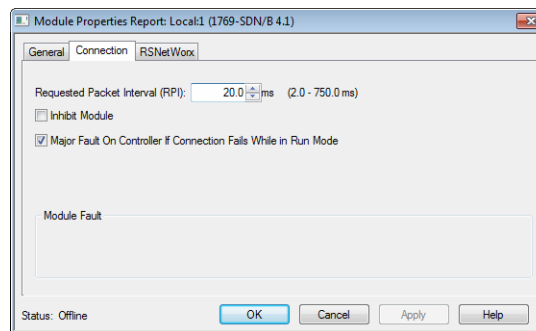 Module Properties Report: Local:1 (1769-SDN/B 4.1)
General Connection RSNetWorx
Requested Packet Interval (RPI): 20.0 ms (2.0 - 750.0 ms)
Inhibit Module
Major Fault On Controller If Connection Fails While in Run Mode
Module Fault
Status: Offline OK Cancel Apply Help